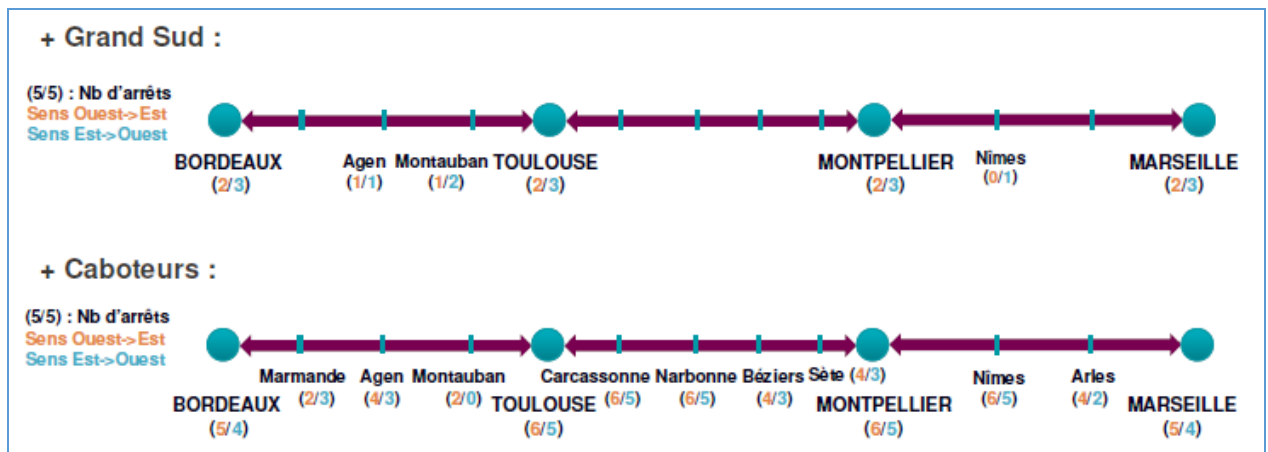 + Grand Sud :
(5/5) : Nb d'arrêts
Sens Ouest->Est
Sens Est->Ouest
BORDEAUX Agen Montauban TOULOUSE MONTPELLIER Nîmes MARSEILLE
(2/3) (1/1) (1/2) (2/3) (2/3) (0/1) (2/3)
+ Caboteurs :
(5/5) : Nb d'arrêts
Sens Ouest->Est
Sens Est->Ouest
Marmande Agen Montauban Carcassonne Narbonne Béziers Sète (4/3) Nîmes Arles
(2/3) (4/3) (2/0) (6/5) (6/5) (4/3) (6/5) (4/2)
BORDEAUX TOULOUSE MONTPELLIER MARSEILLE
(5/4) (6/5) (6/5) (5/4)